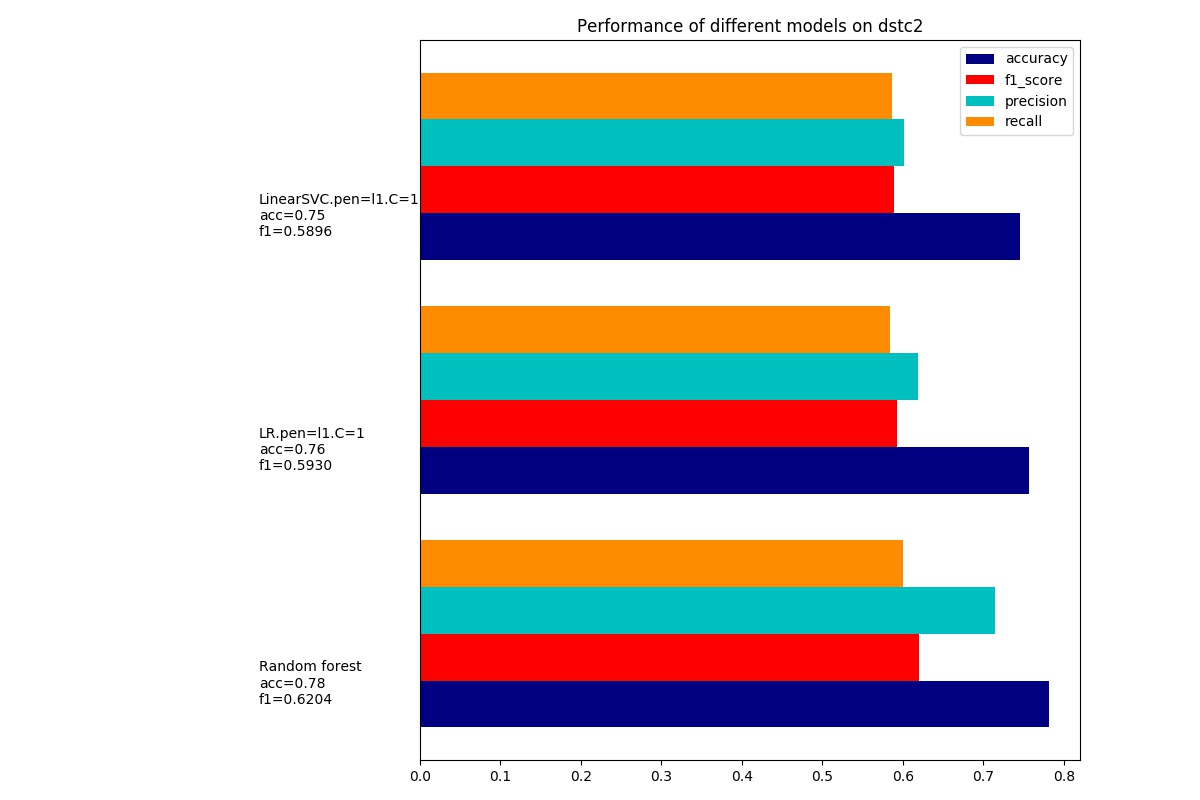 Performance of different models on dstc2
accuracy
f1_score
precision
recall
LinearSVC.pen=l1.C=1
acc=0.75
f1=0.5896
LR.pen=l1.C=1
acc=0.76
f1=0.5930
Random forest
acc=0.78
f1=0.6204
0.0 0.1 0.2 0.3 0.4 0.5 0.6 0.7 0.8